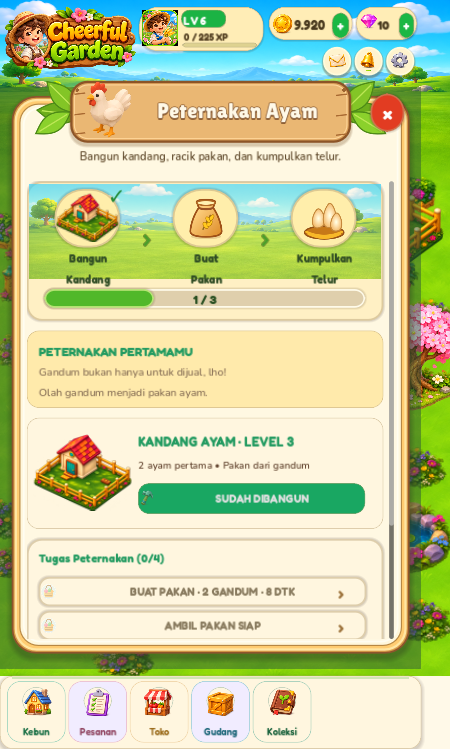 Cheerful
Garden
LV 6
0 / 225 XP
9.920
+
10
+
Peternakan Ayam
Bangun kandang, racik pakan, dan kumpulkan telur.
Bangun
Kandang
Buat
Pakan
Kumpulkan
Telur
1 / 3
PETERNAKAN PERTAMAMU
Gandum bukan hanya untuk dijual, lho!
Olah gandum menjadi pakan ayam.
KANDANG AYAM · LEVEL 3
2 ayam pertama • Pakan dari gandum
SUDAH DIBANGUN
Tugas Peternakan (0/4)
BUAT PAKAN · 2 GANDUM · 8 DTK
AMBIL PAKAN SIAP
Kebun
Pesanan
Toko
Gudang
Koleksi